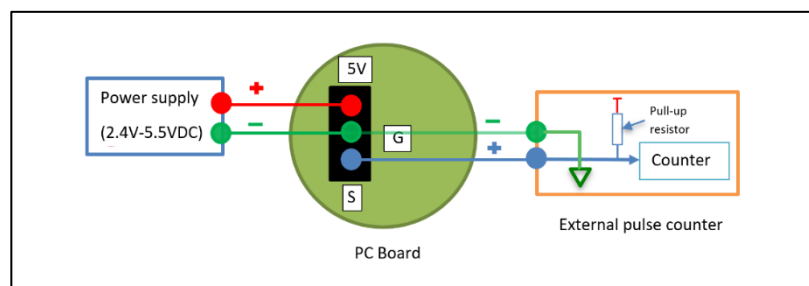 5V
+
Power supply
(2.4V-5.5VDC)
−
G
S
−
+
Pull-up
resistor
Counter
PC Board
External pulse counter